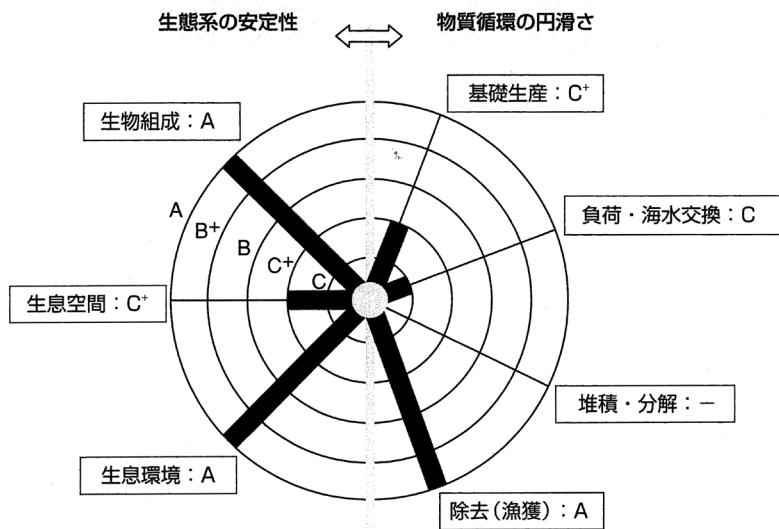 生態系の安定性
物質循環の円滑さ
基礎生産：C⁺
生物組成：A
負荷・海水交換：C
A
B⁺
B
C⁺
C
生息空間：C⁺
堆積・分解：－
生息環境：A
除去(漁獲)：A